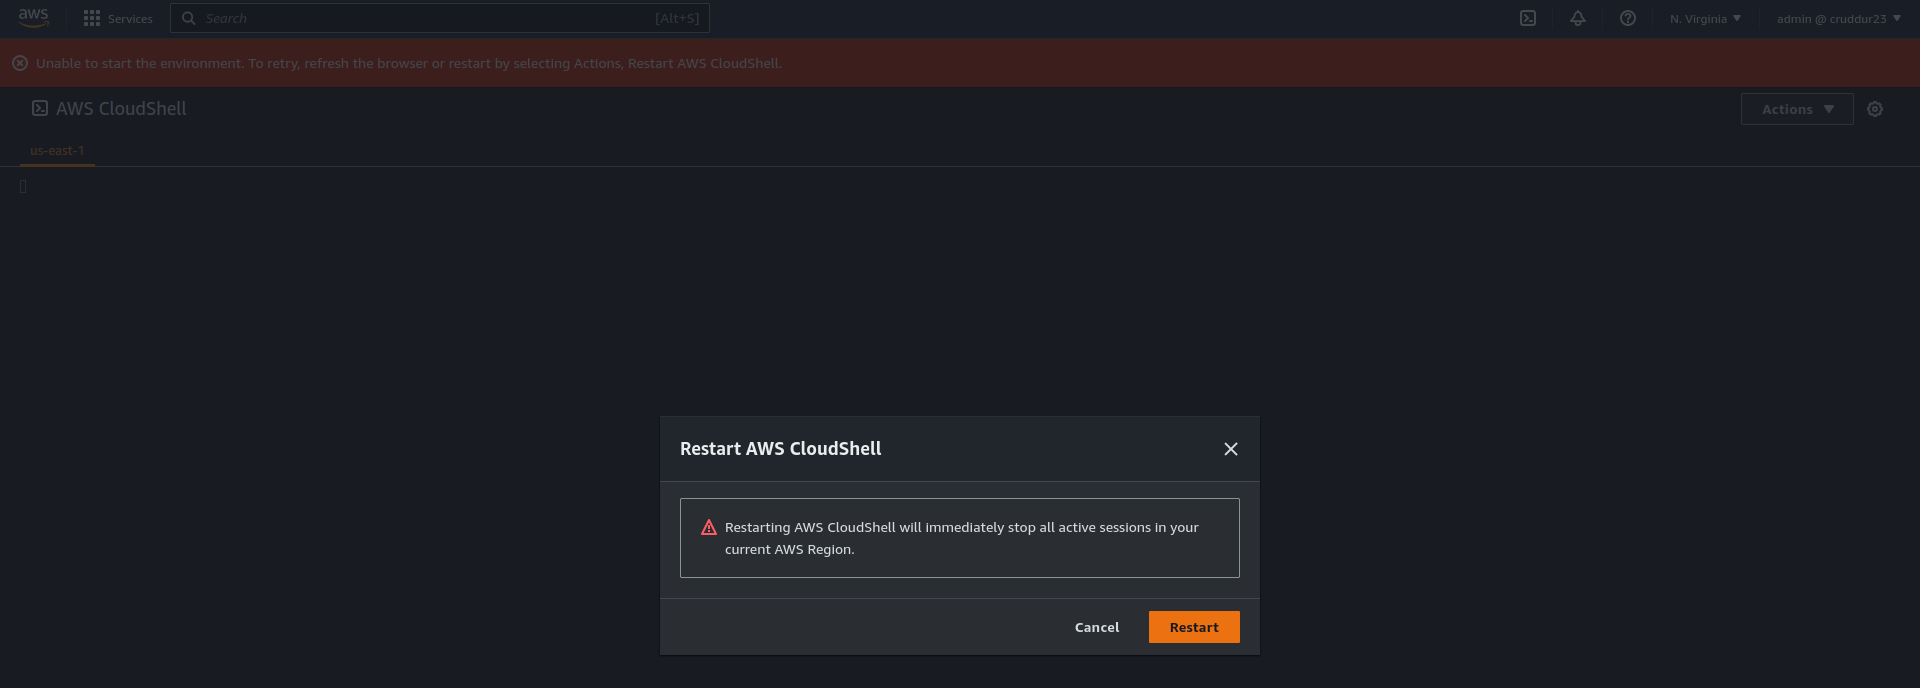 aws
Services
Search
[Alt+S]
N. Virginia
admin @ cruddur23
Unable to start the environment. To retry, refresh the browser or restart by selecting Actions, Restart AWS CloudShell.
AWS CloudShell
Actions
us-east-1
Restart AWS CloudShell
Restarting AWS CloudShell will immediately stop all active sessions in your
current AWS Region.
Cancel
Restart